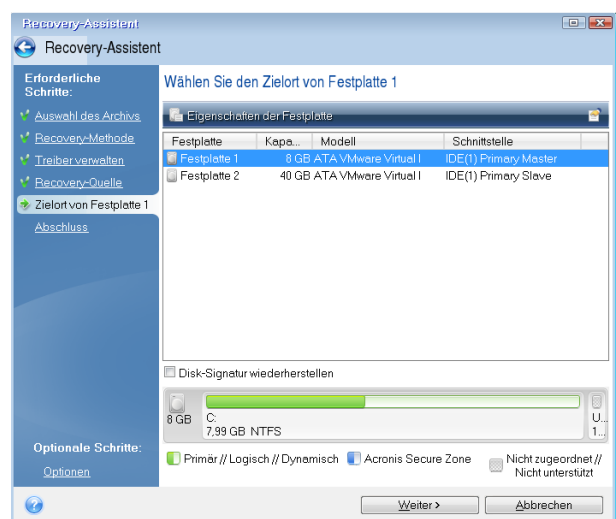 Recovery-Assistent
Recovery-Assistent
Erforderliche
Schritte:
Auswahl des Archivs
Recovery-Methode
Treiber verwalten
Recovery-Quelle
Zielort von Festplatte 1
Abschluss
Optionale Schritte:
Optionen
Wählen Sie den Zielort von Festplatte 1
Eigenschaften der Festplatte
Festplatte Kapa... Modell Schnittstelle
Festplatte 1 8 GB ATA VMware Virtual I IDE(1) Primary Master
Festplatte 2 40 GB ATA VMware Virtual I IDE(1) Primary Slave
Disk-Signatur wiederherstellen
8 GB C: U...
7,99 GB NTFS 1...
Primär // Logisch // Dynamisch Acronis Secure Zone Nicht zugeordnet //
Nicht unterstützt
Weiter > Abbrechen